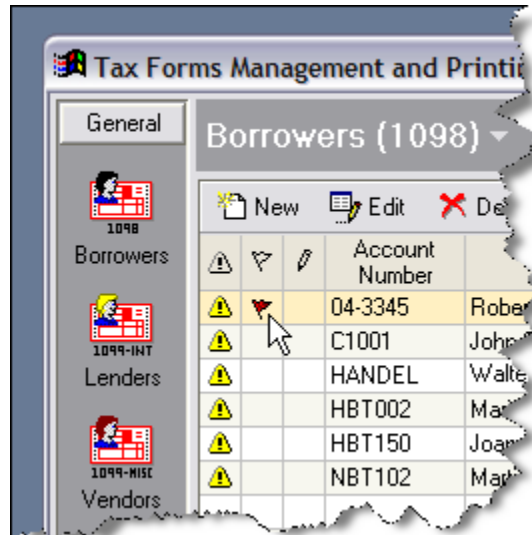 Tax Forms Management and
General
Borrowers (1098)
New Edit
1098
Borrowers
Account
Number
04-3345
C1001
1099-INT
Lenders
HANDEL
HBT002
HBT150
1099-MISC
Vendors
NBT102